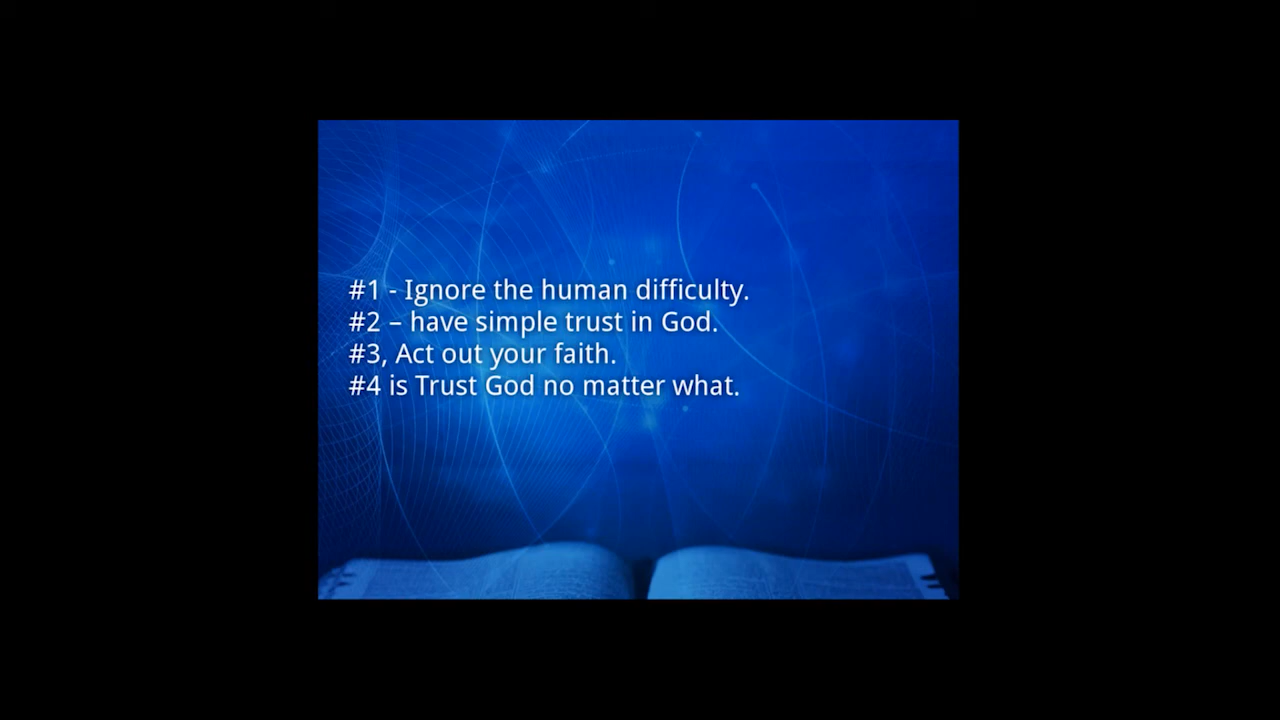 #1 - Ignore the human difficulty.
#2 – have simple trust in God.
#3, Act out your faith.
#4 is Trust God no matter what.